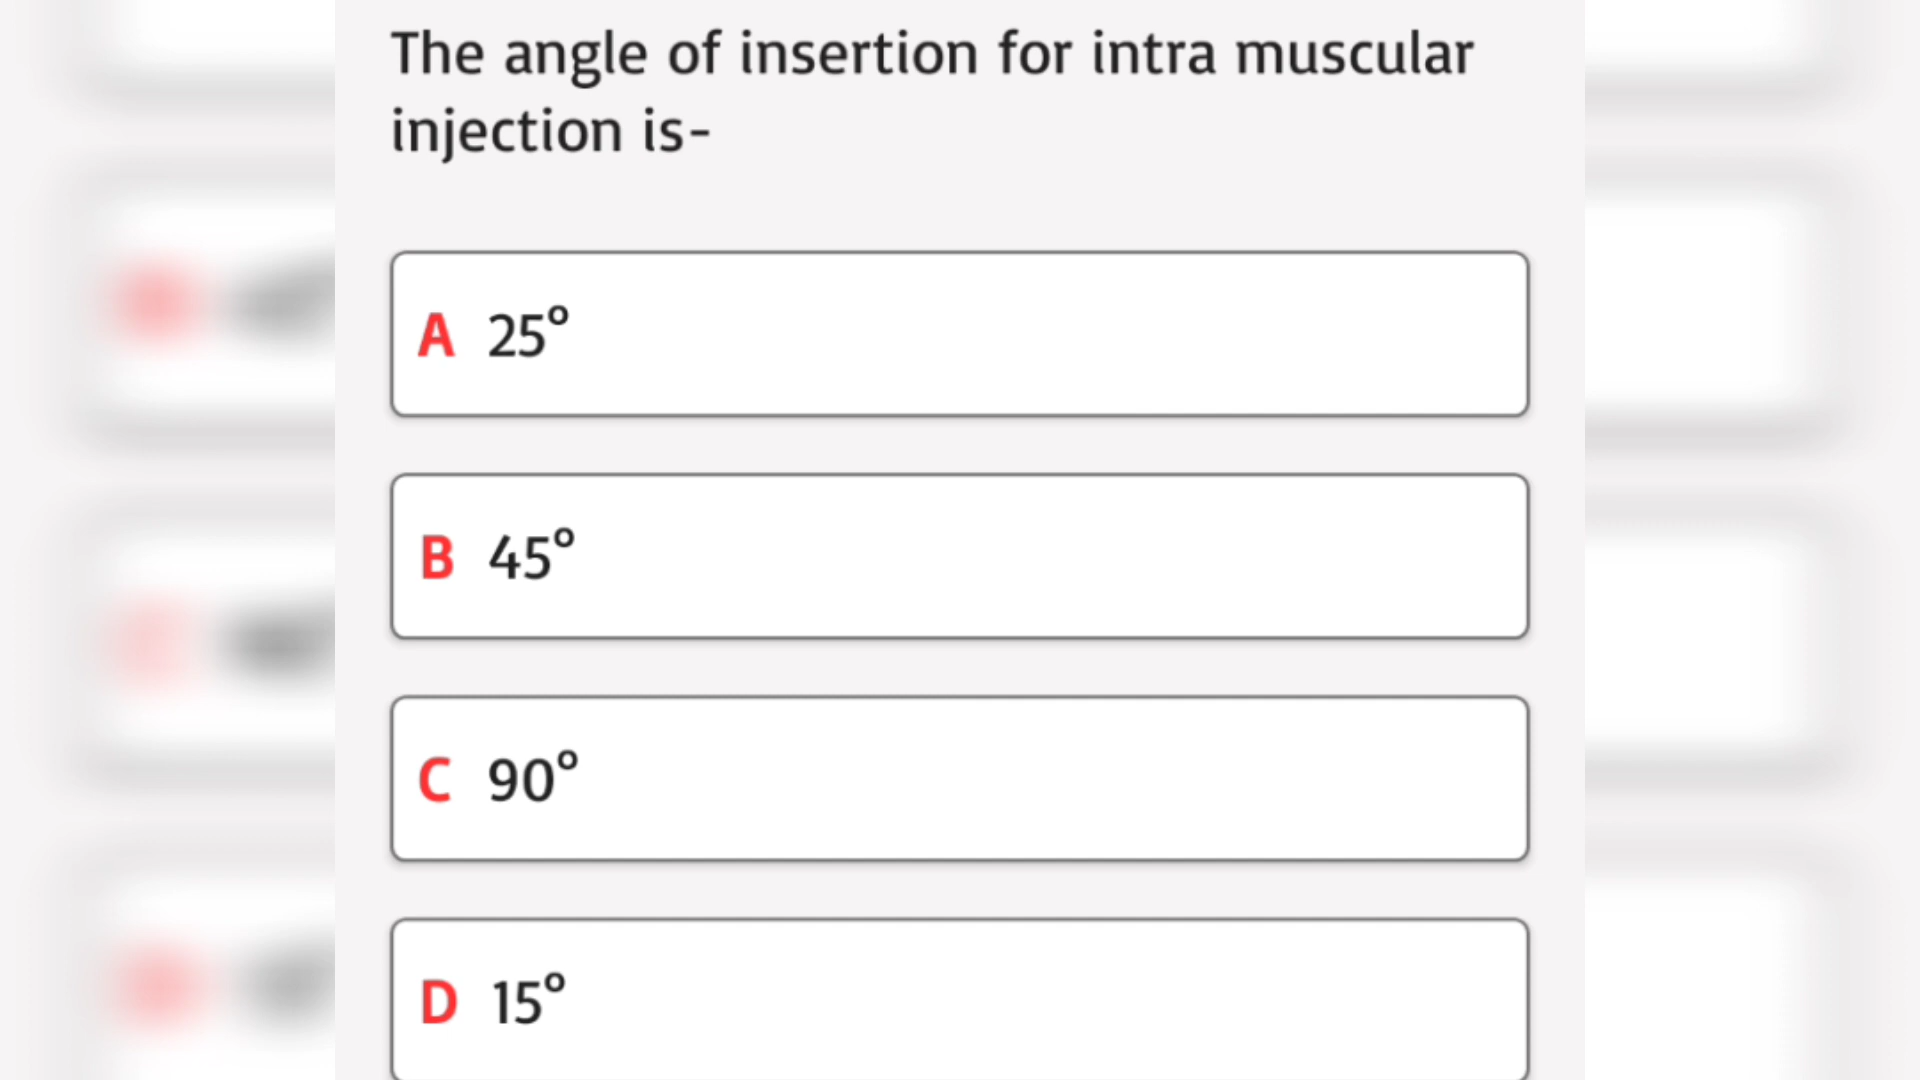 The angle of insertion for intra muscular
injection is-
A 25°
B 45°
C 90°
D 15°